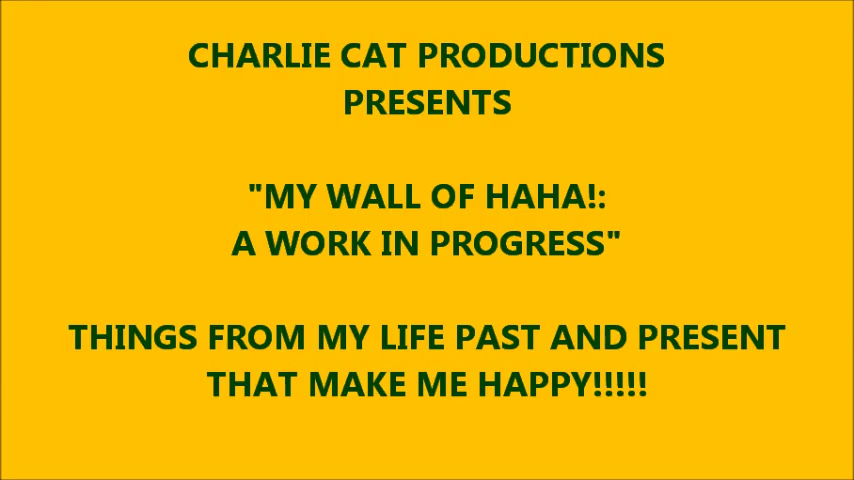 CHARLIE CAT PRODUCTIONS
PRESENTS
"MY WALL OF HAHA!:
A WORK IN PROGRESS"
THINGS FROM MY LIFE PAST AND PRESENT
THAT MAKE ME HAPPY!!!!!